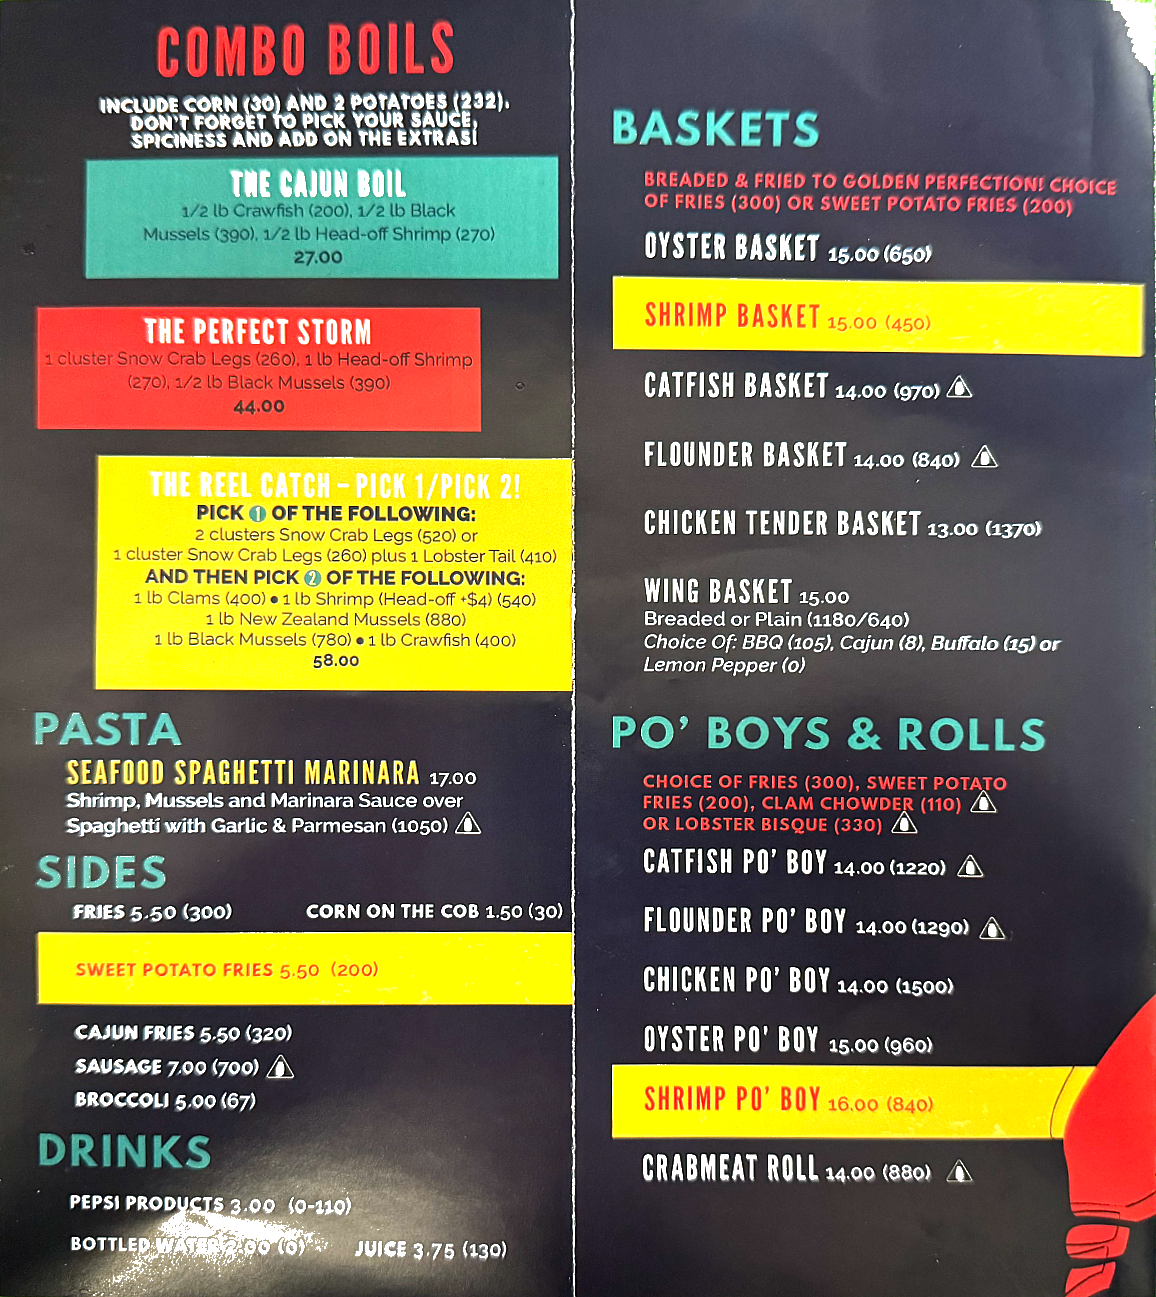 COMBO BOILS
INCLUDE CORN (30) AND 2 POTATOES (232).
DON'T FORGET TO PICK YOUR SAUCE,
SPICINESS AND ADD ON THE EXTRAS!
THE CAJUN BOIL
1/2 lb Crawfish (200), 1/2 lb Black
Mussels (390), 1/2 lb Head-off Shrimp (270)
27.00
THE PERFECT STORM
1 cluster Snow Crab Legs (260), 1 lb Head-off Shrimp
(270), 1/2 lb Black Mussels (390)
44.00
THE REEL CATCH – PICK 1/PICK 2!
PICK 1 OF THE FOLLOWING:
2 clusters Snow Crab Legs (520) or
1 cluster Snow Crab Legs (260) plus 1 Lobster Tail (410)
AND THEN PICK 2 OF THE FOLLOWING:
1 lb Clams (400) • 1 lb Shrimp (Head-off +$4) (540)
1 lb New Zealand Mussels (880)
1 lb Black Mussels (780) • 1 lb Crawfish (400)
58.00
PASTA
SEAFOOD SPAGHETTI MARINARA 17.00
Shrimp, Mussels and Marinara Sauce over
Spaghetti with Garlic & Parmesan (1050)
SIDES
FRIES 5.50 (300) CORN ON THE COB 1.50 (30)
SWEET POTATO FRIES 5.50 (200)
CAJUN FRIES 5.50 (320)
SAUSAGE 7.00 (700)
BROCCOLI 5.00 (67)
DRINKS
PEPSI PRODUCTS 3.00 (0-110)
BOTTLED WATER 2.00 (0) JUICE 3.75 (130)
BASKETS
BREADED & FRIED TO GOLDEN PERFECTION! CHOICE
OF FRIES (300) OR SWEET POTATO FRIES (200)
OYSTER BASKET 15.00 (650)
SHRIMP BASKET 15.00 (450)
CATFISH BASKET 14.00 (970)
FLOUNDER BASKET 14.00 (840)
CHICKEN TENDER BASKET 13.00 (1370)
WING BASKET 15.00
Breaded or Plain (1180/640)
Choice Of: BBQ (105), Cajun (8), Buffalo (15) or
Lemon Pepper (0)
PO' BOYS & ROLLS
CHOICE OF FRIES (300), SWEET POTATO
FRIES (200), CLAM CHOWDER (110)
OR LOBSTER BISQUE (330)
CATFISH PO' BOY 14.00 (1220)
FLOUNDER PO' BOY 14.00 (1290)
CHICKEN PO' BOY 14.00 (1500)
OYSTER PO' BOY 15.00 (960)
SHRIMP PO' BOY 16.00 (840)
CRABMEAT ROLL 14.00 (880)